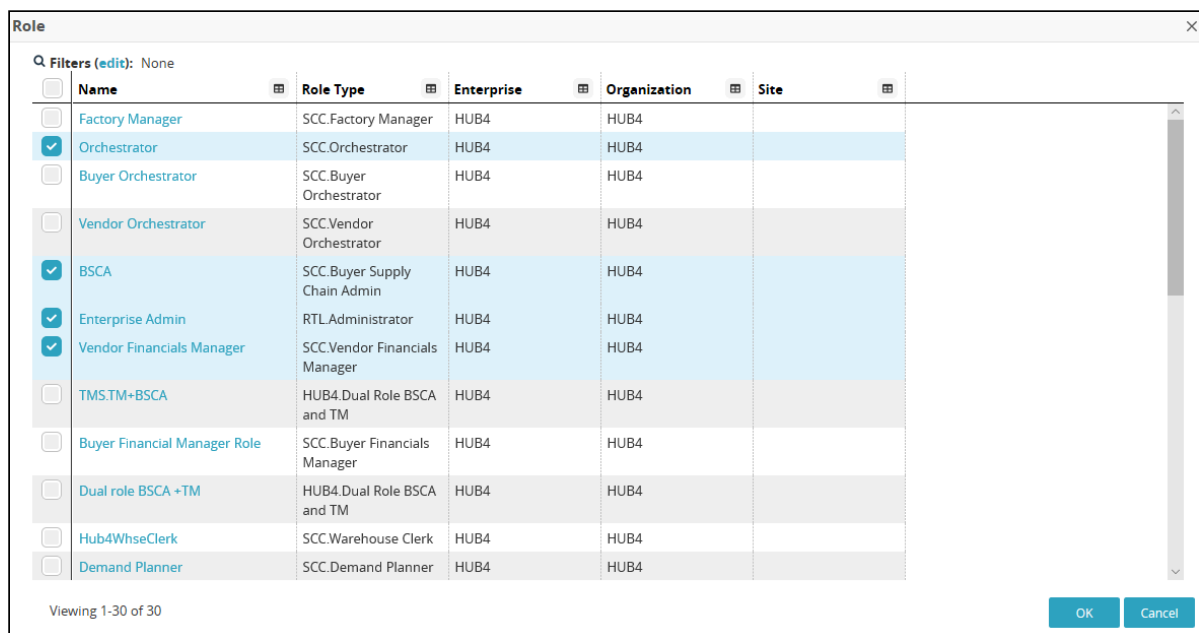 Role
Filters (edit): None
Name Role Type Enterprise Organization Site
Factory Manager SCC.Factory Manager HUB4 HUB4
Orchestrator SCC.Orchestrator HUB4 HUB4
Buyer Orchestrator SCC.Buyer HUB4 HUB4
Orchestrator
Vendor Orchestrator SCC.Vendor HUB4 HUB4
Orchestrator
BSCA SCC.Buyer Supply HUB4 HUB4
Chain Admin
Enterprise Admin RTL.Administrator HUB4 HUB4
Vendor Financials Manager SCC.Vendor Financials HUB4 HUB4
Manager
TMS.TM+BSCA HUB4.Dual Role BSCA HUB4 HUB4
and TM
Buyer Financial Manager Role SCC.Buyer Financials HUB4 HUB4
Manager
Dual role BSCA +TM HUB4.Dual Role BSCA HUB4 HUB4
and TM
Hub4WhseClerk SCC.Warehouse Clerk HUB4 HUB4
Demand Planner SCC.Demand Planner HUB4 HUB4
Viewing 1-30 of 30 OK Cancel